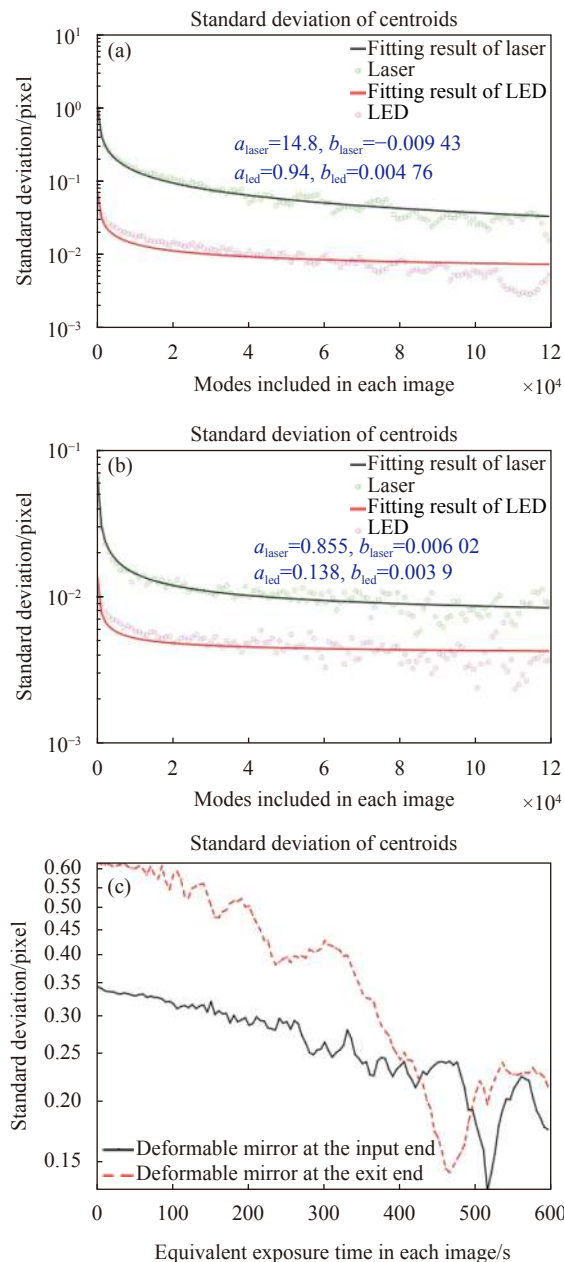 Standard deviation of centroids
(a)
Fitting result of laser
Laser
Fitting result of LED
LED
a_laser=14.8, b_laser=−0.009 43
a_led=0.94, b_led=0.004 76
10^1
10^0
10^−1
10^−2
10^−3
Standard deviation/pixel
0 2 4 6 8 10 12
Modes included in each image ×10^4
Standard deviation of centroids
(b)
Fitting result of laser
Laser
Fitting result of LED
LED
a_laser=0.855, b_laser=0.006 02
a_led=0.138, b_led=0.003 9
10^−1
10^−2
10^−3
Standard deviation/pixel
0 2 4 6 8 10 12
Modes included in each image ×10^4
Standard deviation of centroids
(c)
0.60
0.55
0.50
0.40
0.35
0.30
0.25
0.20
0.15
Standard deviation/pixel
Deformable mirror at the input end
Deformable mirror at the exit end
0 100 200 300 400 500 600
Equivalent exposure time in each image/s